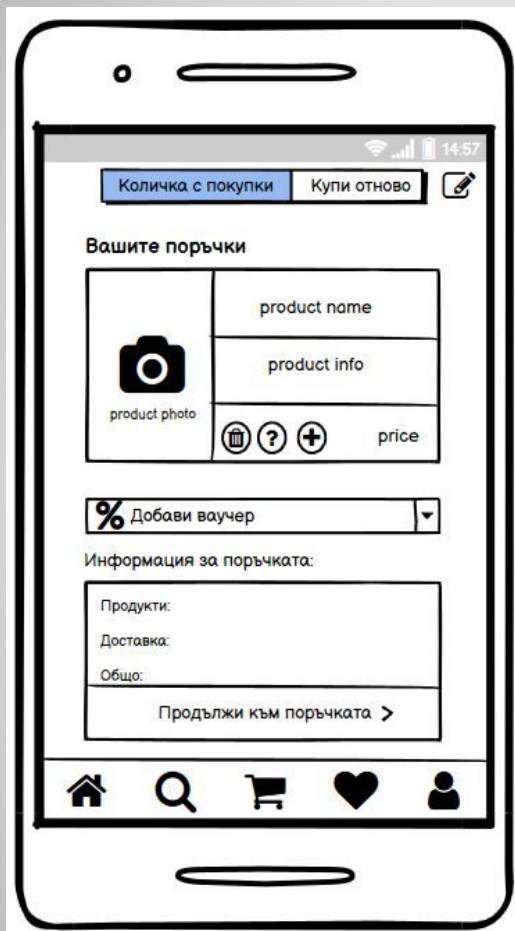 14:57
Количка с покупки Купи отново
Вашите поръчки
product name
product info
product photo
? price
% Добави ваучер
Информация за поръчката:
Продукти:
Доставка:
Общо:
Продължи към поръчката >